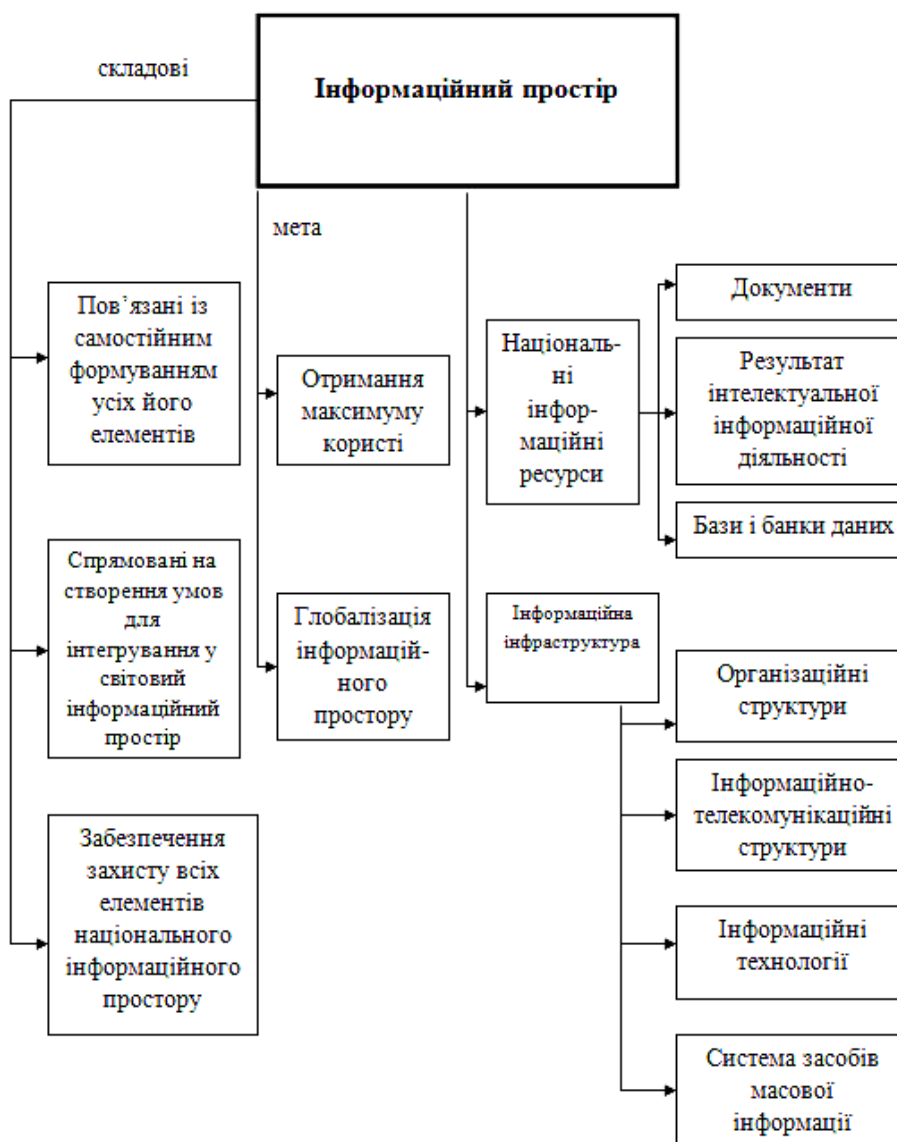 складові
Інформаційний простір
мета
Пов’язані із
самостійним
формуванням
усіх його
елементів
Спрямовані на
створення умов
для
інтегрування у
світовий
інформаційний
простір
Забезпечення
захисту всіх
елементів
національного
інформаційного
простору
Отримання
максимуму
користі
Глобалізація
інформацій-
ного
простору
Національ-
ні
інфор-
маційні
ресурси
Інформаційна
інфраструктура
Документи
Результат
інтелектуальної
інформаційної
діяльності
Бази і банки даних
Організаційні
структури
Інформаційно-
телекомунікаційні
структури
Інформаційні
технології
Система засобів
масової
інформації